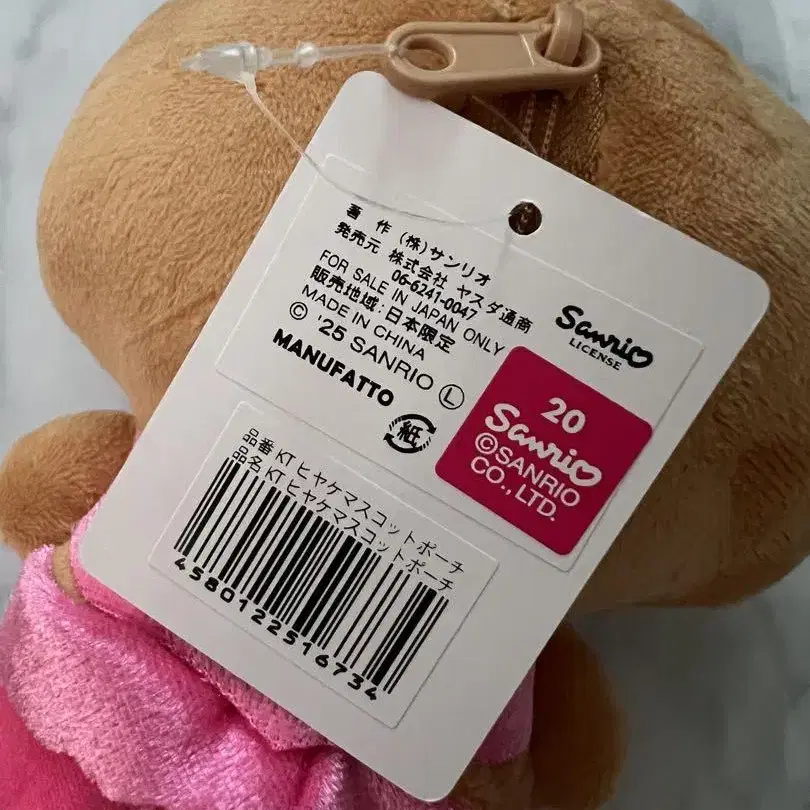 著 作 (株)サンリオ
発売元 株式会社 ヤスダ通商
06-6241-0047
FOR SALE IN JAPAN ONLY
販売地域:日本限定
MADE IN CHINA
© '25 SANRIO Ⓛ
MANUFATTO
紙
Sanrio
LICENSE
20
Sanrio
©SANRIO
CO., LTD.
品番 KT ヒヤケマスコットポーチ
品名 KT ヒヤケマスコットポーチ
4580122516734